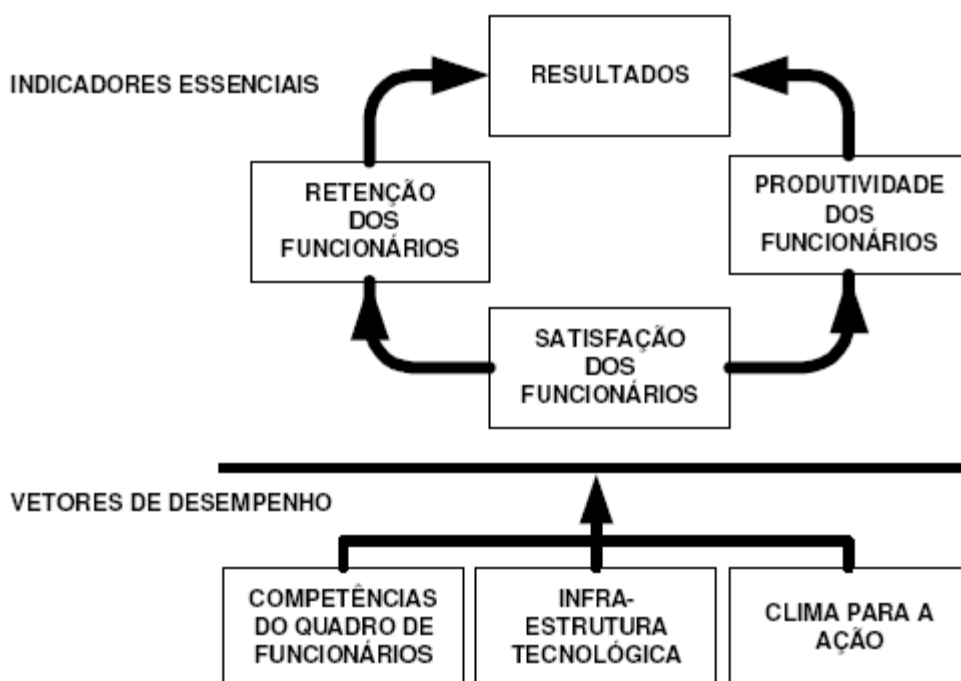 INDICADORES ESSENCIAIS
RESULTADOS
RETENÇÃO
DOS
FUNCIONÁRIOS
PRODUTIVIDADE
DOS
FUNCIONÁRIOS
SATISFAÇÃO
DOS
FUNCIONÁRIOS
VETORES DE DESEMPENHO
COMPETÊNCIAS
DO QUADRO DE
FUNCIONÁRIOS
INFRA-
ESTRUTURA
TECNOLÓGICA
CLIMA PARA A
AÇÃO